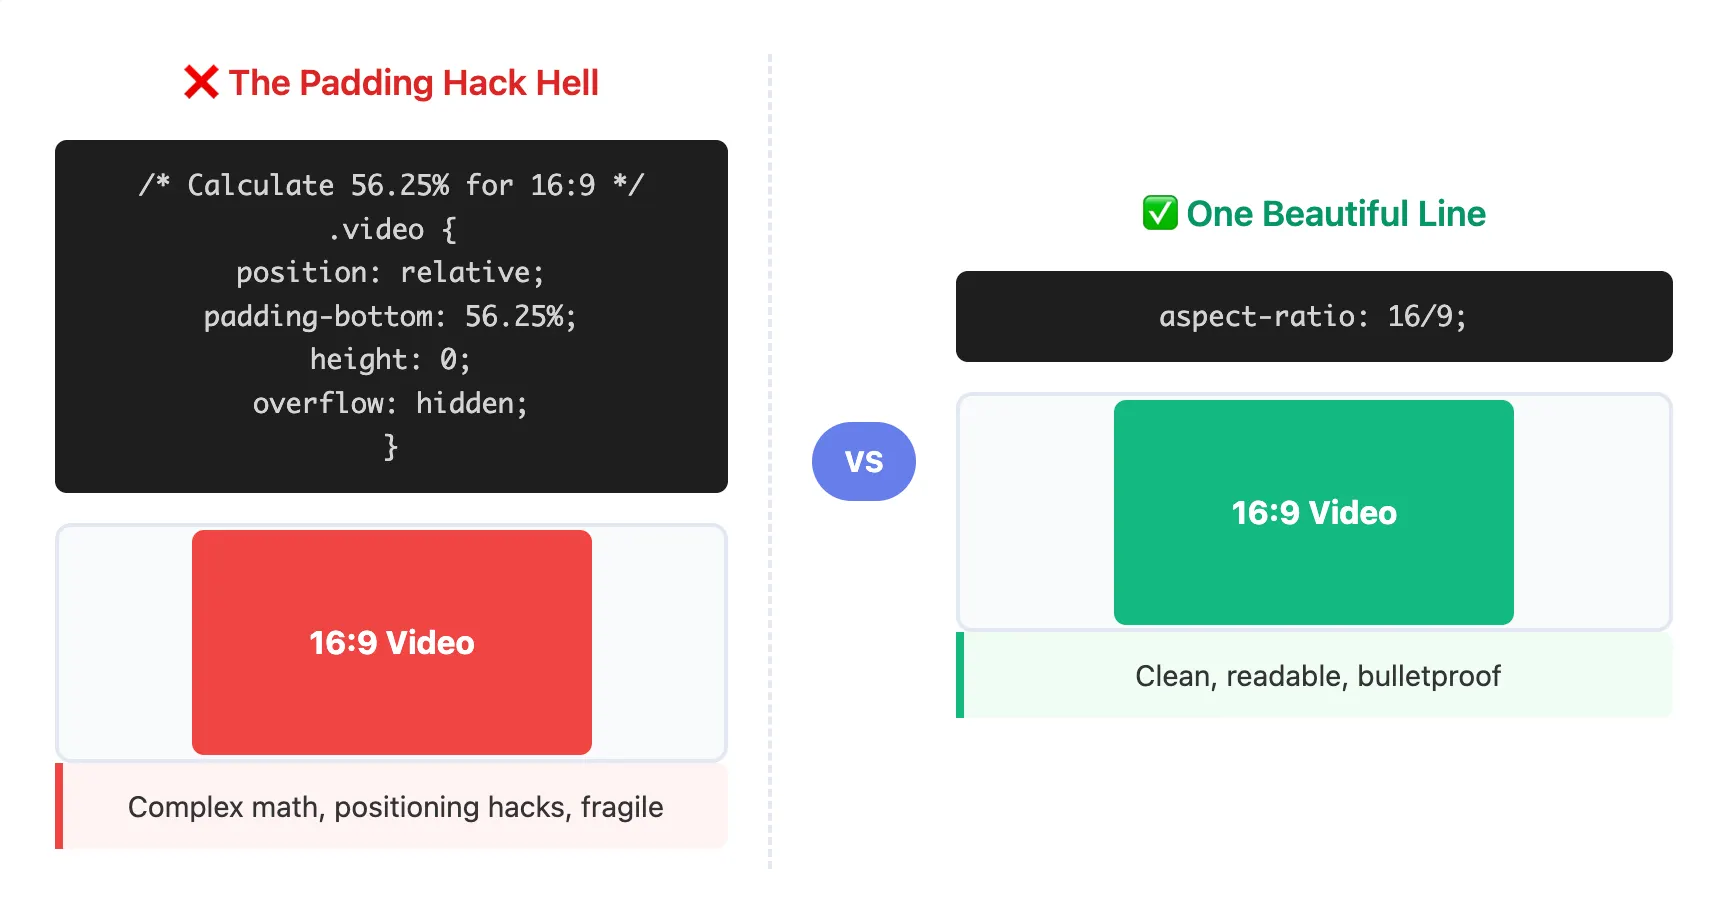 ❌ The Padding Hack Hell
/* Calculate 56.25% for 16:9 */
.video {
position: relative;
padding-bottom: 56.25%;
height: 0;
overflow: hidden;
}
16:9 Video
Complex math, positioning hacks, fragile
VS
✅ One Beautiful Line
aspect-ratio: 16/9;
16:9 Video
Clean, readable, bulletproof